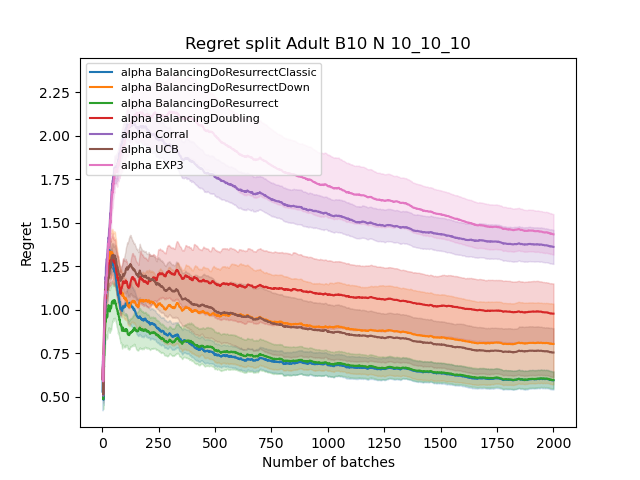 Regret split Adult B10 N 10_10_10
alpha BalancingDoResurrectClassic
alpha BalancingDoResurrectDown
alpha BalancingDoResurrect
alpha BalancingDoubling
alpha Corral
alpha UCB
alpha EXP3
Regret
2.25
2.00
1.75
1.50
1.25
1.00
0.75
0.50
0 250 500 750 1000 1250 1500 1750 2000
Number of batches